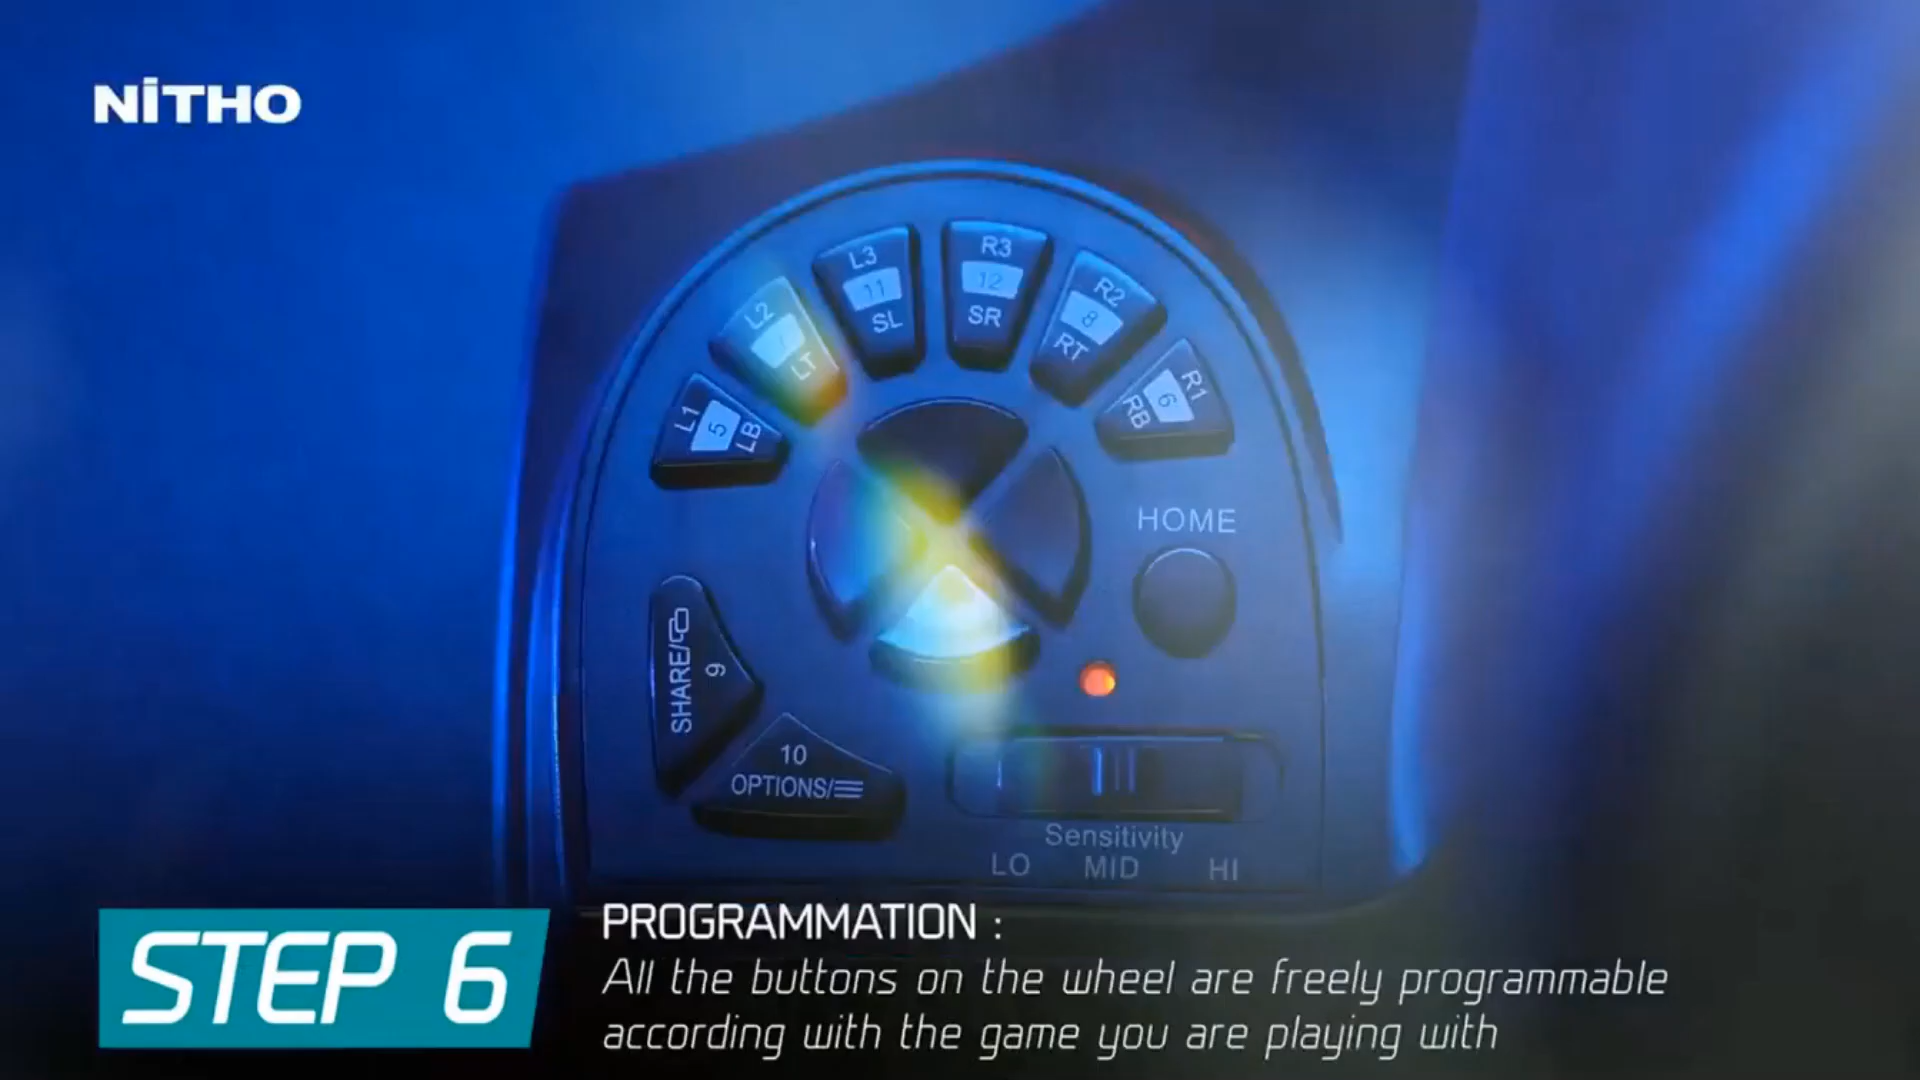 NiTHO
L3
11
SL
R3
12
SR
L2
LT
R2
8
RT
L1
5
LB
R1
6
RB
HOME
SHARE/
9
10
OPTIONS/
Sensitivity
LO MID HI
STEP 6
PROGRAMMATION :
All the buttons on the wheel are freely programmable
according with the game you are playing with